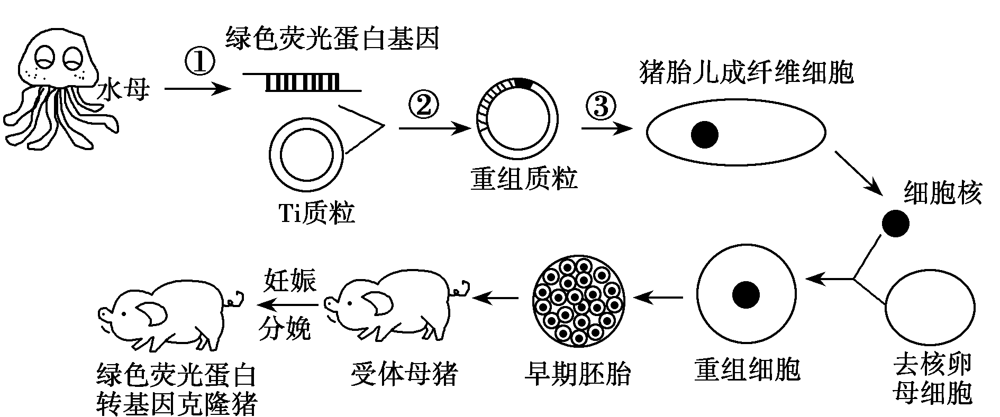 水母
①
绿色荧光蛋白基因
Ti质粒
②
重组质粒
③
猪胎儿成纤维细胞
细胞核
去核卵
母细胞
重组细胞
早期胚胎
受体母猪
妊娠
分娩
绿色荧光蛋白
转基因克隆猪